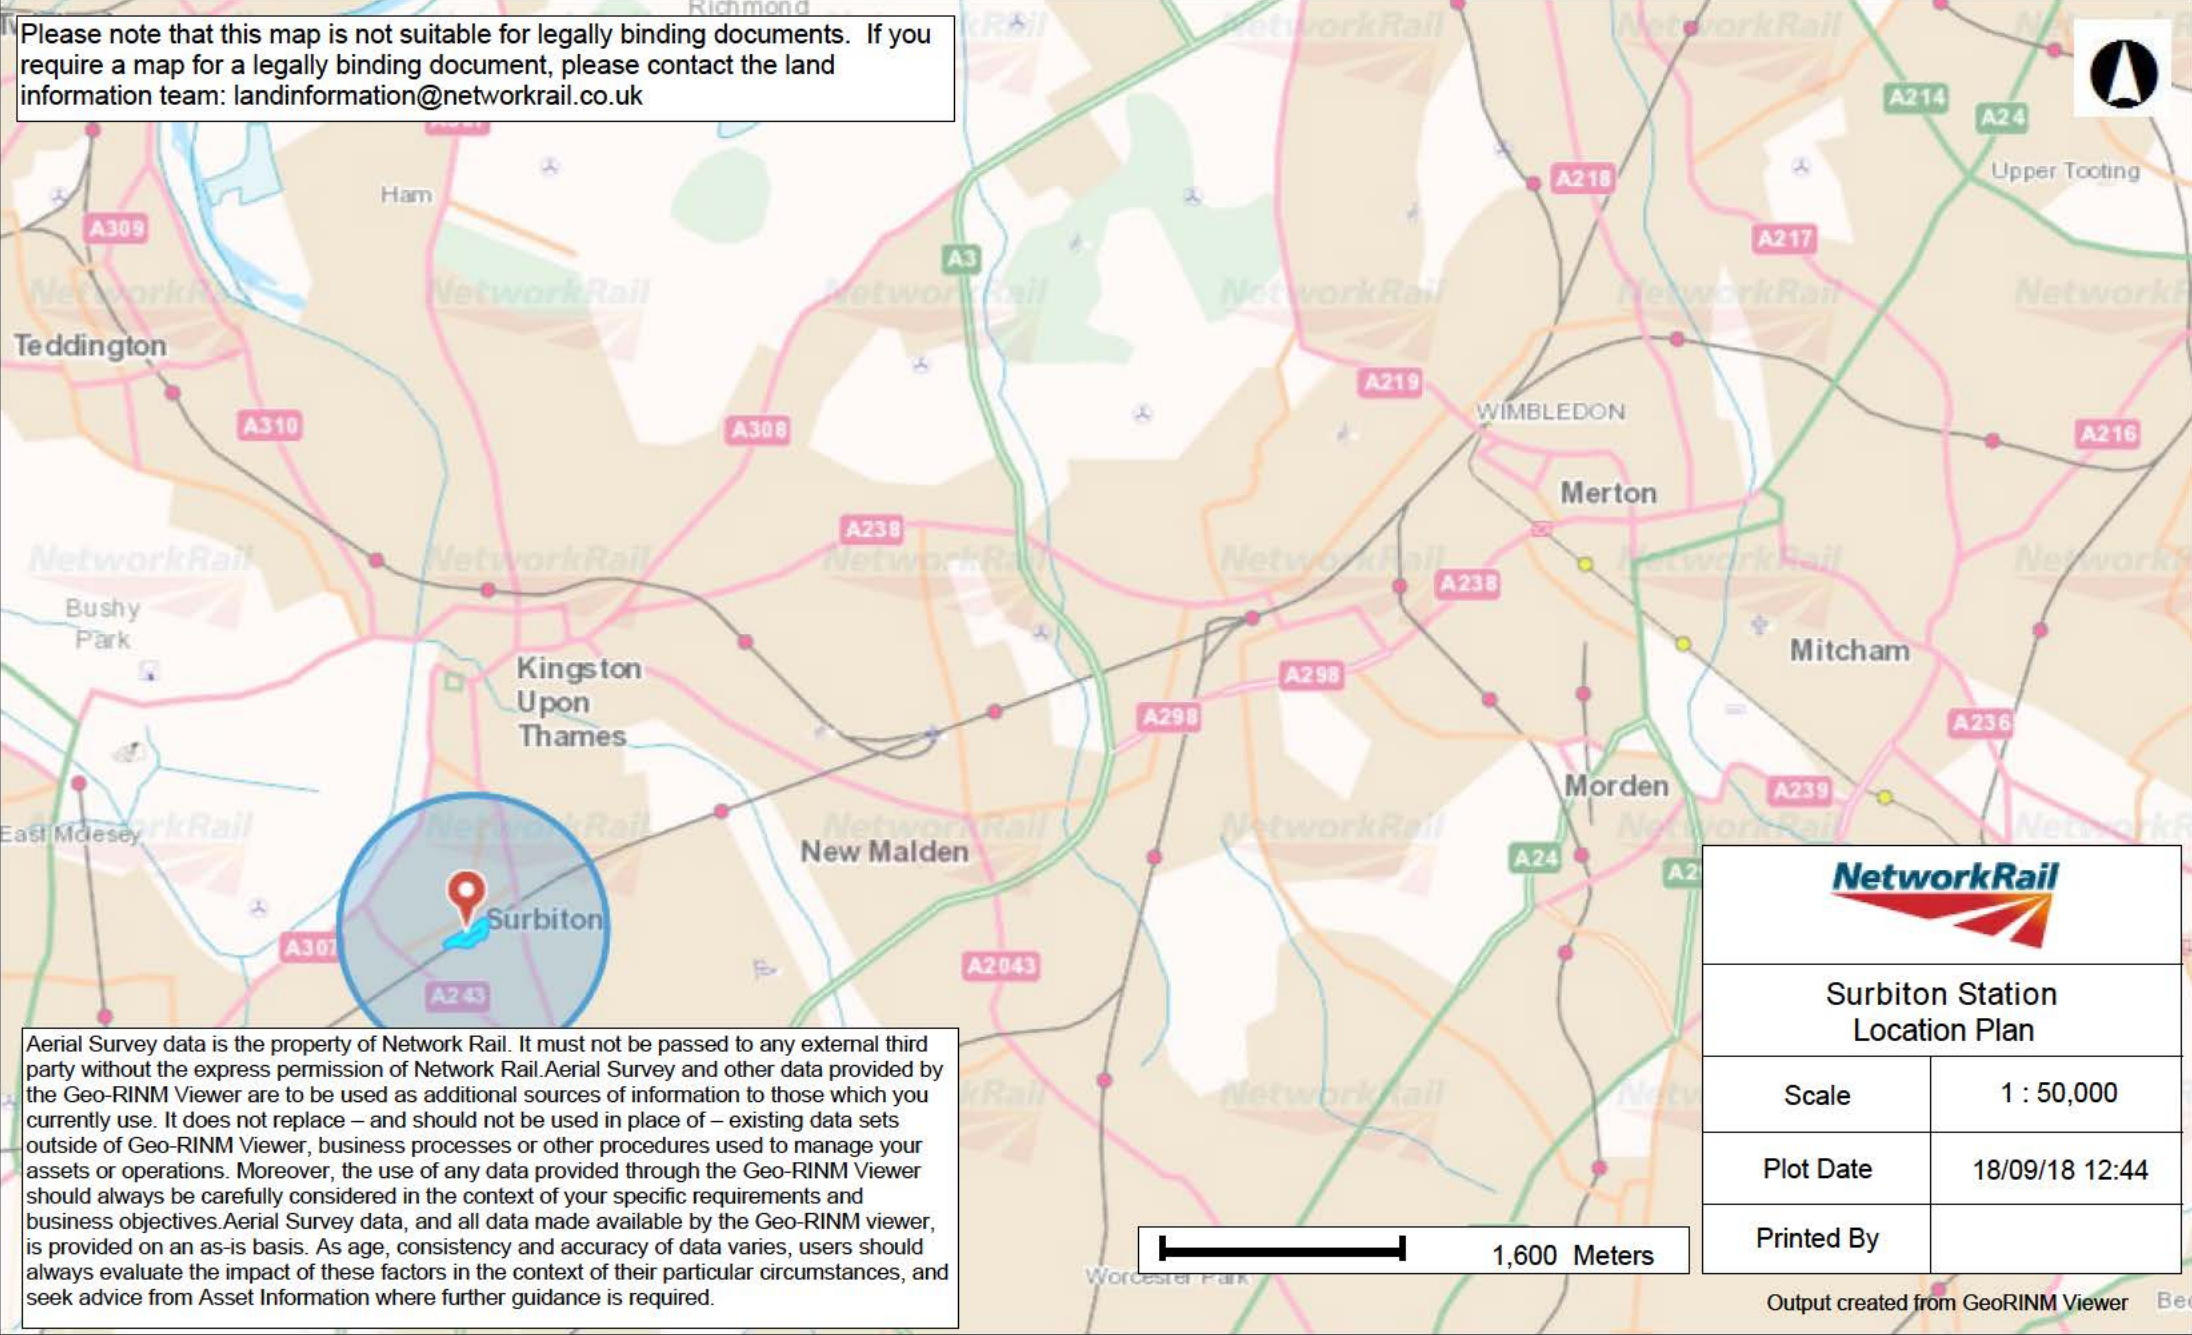 Richmond
Please note that this map is not suitable for legally binding documents. If you
require a map for a legally binding document, please contact the land
information team: landinformation@networkrail.co.uk
A214
A24
Upper Tooting
A218
Ham
A309
A217
A3
Teddington
A219
WIMBLEDON
A310
A308
A216
Merton
A238
A238
Bushy
Park
Mitcham
Kingston
Upon
Thames
A298
A298
A236
Morden
A239
East Molesey
New Malden
A24
Surbiton
A307
A2043
A243
NetworkRail
Surbiton Station
Location Plan
Scale
1 : 50,000
Plot Date
18/09/18 12:44
Printed By
Aerial Survey data is the property of Network Rail. It must not be passed to any external third
party without the express permission of Network Rail.Aerial Survey and other data provided by
the Geo-RINM Viewer are to be used as additional sources of information to those which you
currently use. It does not replace – and should not be used in place of – existing data sets
outside of Geo-RINM Viewer, business processes or other procedures used to manage your
assets or operations. Moreover, the use of any data provided through the Geo-RINM Viewer
should always be carefully considered in the context of your specific requirements and
business objectives.Aerial Survey data, and all data made available by the Geo-RINM viewer,
is provided on an as-is basis. As age, consistency and accuracy of data varies, users should
always evaluate the impact of these factors in the context of their particular circumstances, and
seek advice from Asset Information where further guidance is required.
1,600 Meters
Worcester Park
Output created from GeoRINM Viewer